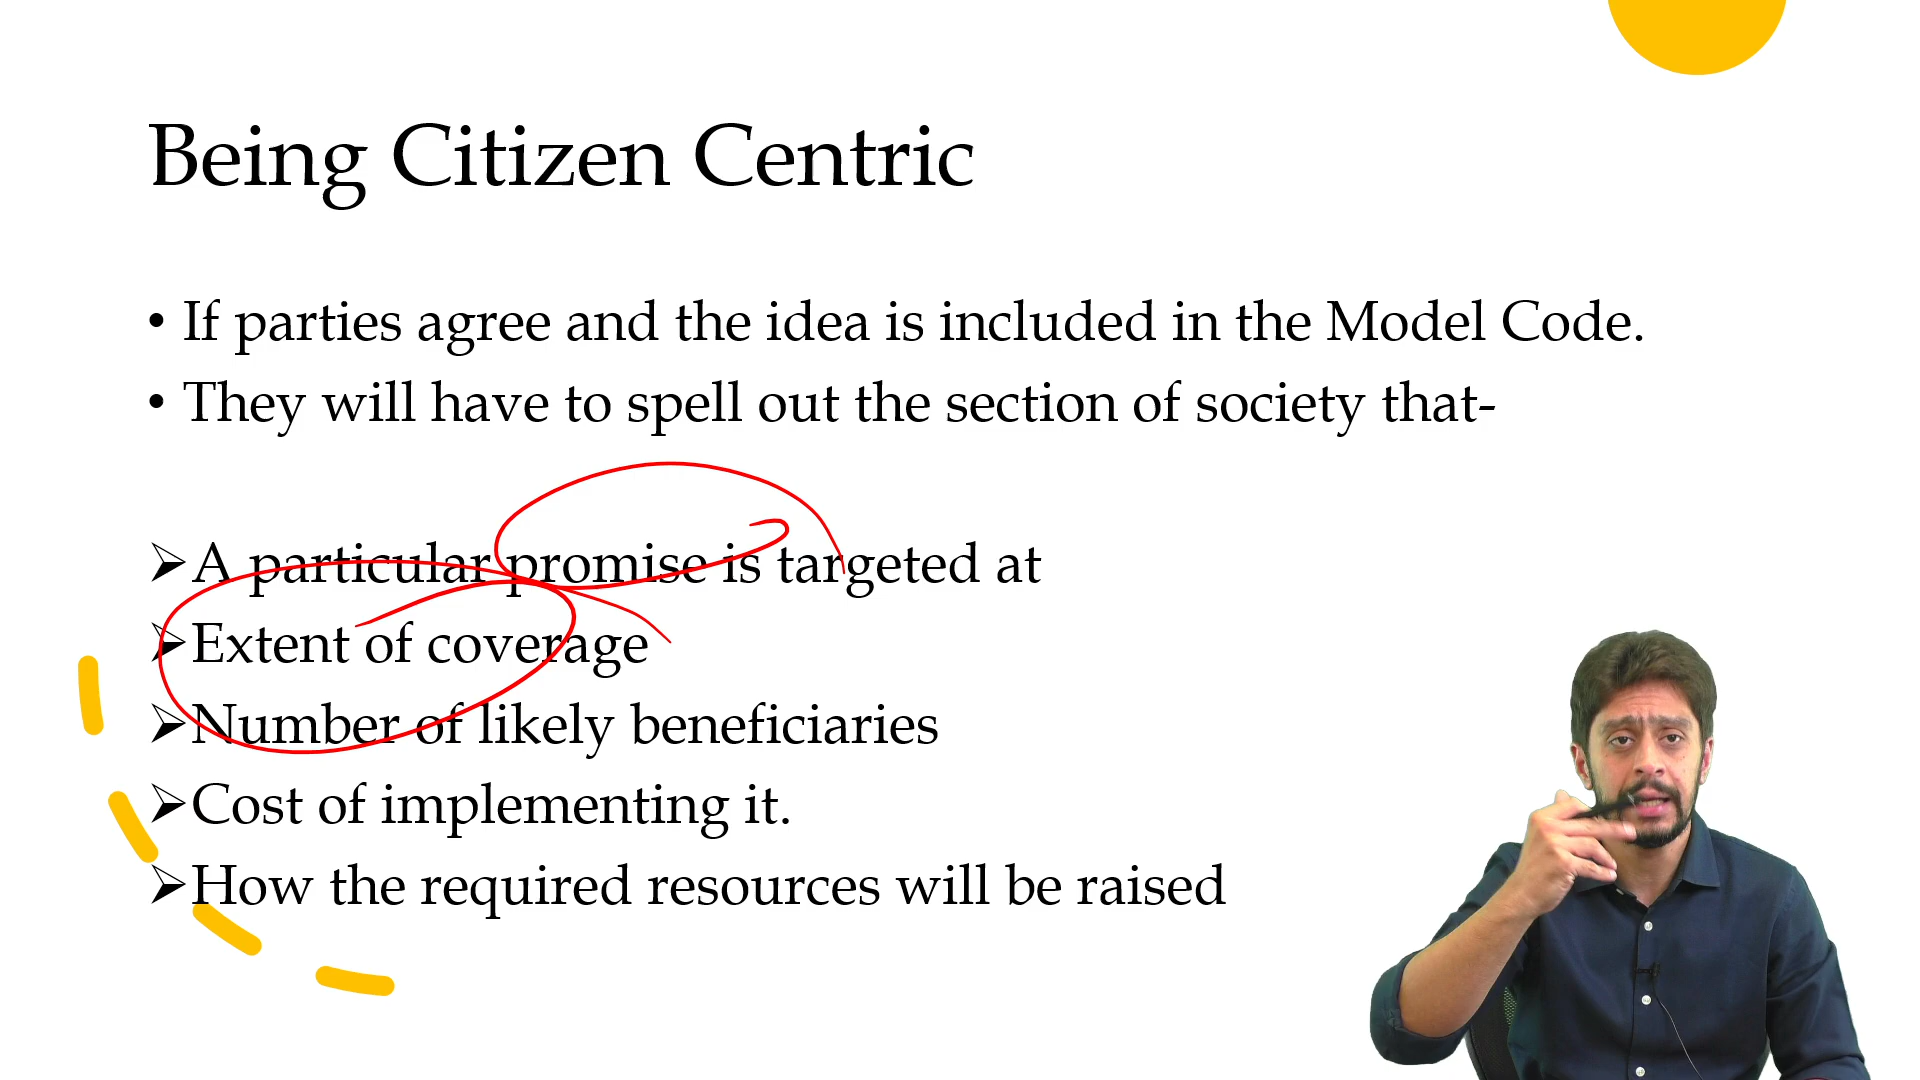 Being Citizen Centric
• If parties agree and the idea is included in the Model Code.
• They will have to spell out the section of society that-
➢A particular promise is targeted at
➢Extent of coverage
➢Number of likely beneficiaries
➢Cost of implementing it.
➢How the required resources will be raised